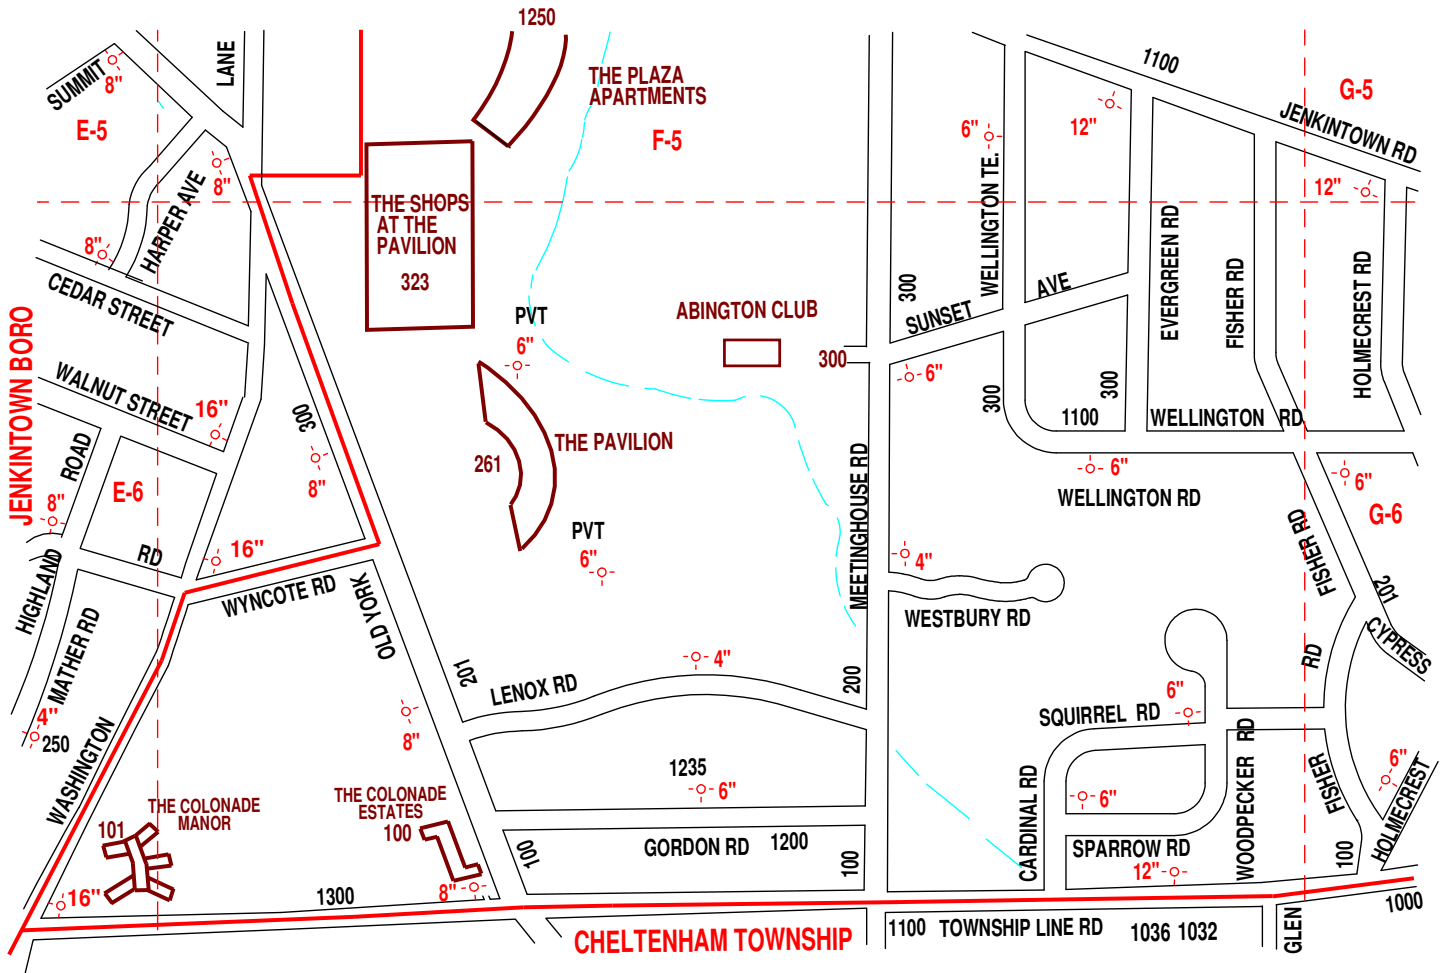 1250
SUMMIT
8"
LANE
THE PLAZA
APARTMENTS
1100
G-5
E-5
F-5
6"
12"
JENKINTOWN RD
8"
HARPER AVE
THE SHOPS
AT THE
PAVILION
323
WELLINGTON TE.
12"
8"
CEDAR STREET
300
SUNSET
AVE
EVERGREEN RD
FISHER RD
HOLMECREST RD
PVT
6"
ABINGTON CLUB
300
6"
JENKINTOWN BORO
WALNUT STREET
16"
300
8"
THE PAVILION
261
300
1100
300
WELLINGTON RD
6"
WELLINGTON RD
6"
G-6
ROAD
E-6
8"
HIGHLAND
RD
16"
WYNCOTE RD
PVT
6"
MEETINGHOUSE RD
4"
WESTBURY RD
FISHER RD
201
CYPRESS
MATHER RD
4"
250
OLD YORK
201
8"
LENOX RD
4"
200
6"
SQUIRREL RD
RD
RD
WASHINGTON
1235
6"
CARDINAL RD
6"
WOODPECKER
FISHER
6"
HOLMECREST
THE COLONADE
MANOR
101
THE COLONADE
ESTATES
100
100
GORDON RD
1200
100
SPARROW RD
12"
100
16"
1300
8"
CHELTENHAM TOWNSHIP
1100
TOWNSHIP LINE RD
1036 1032
GLEN
1000